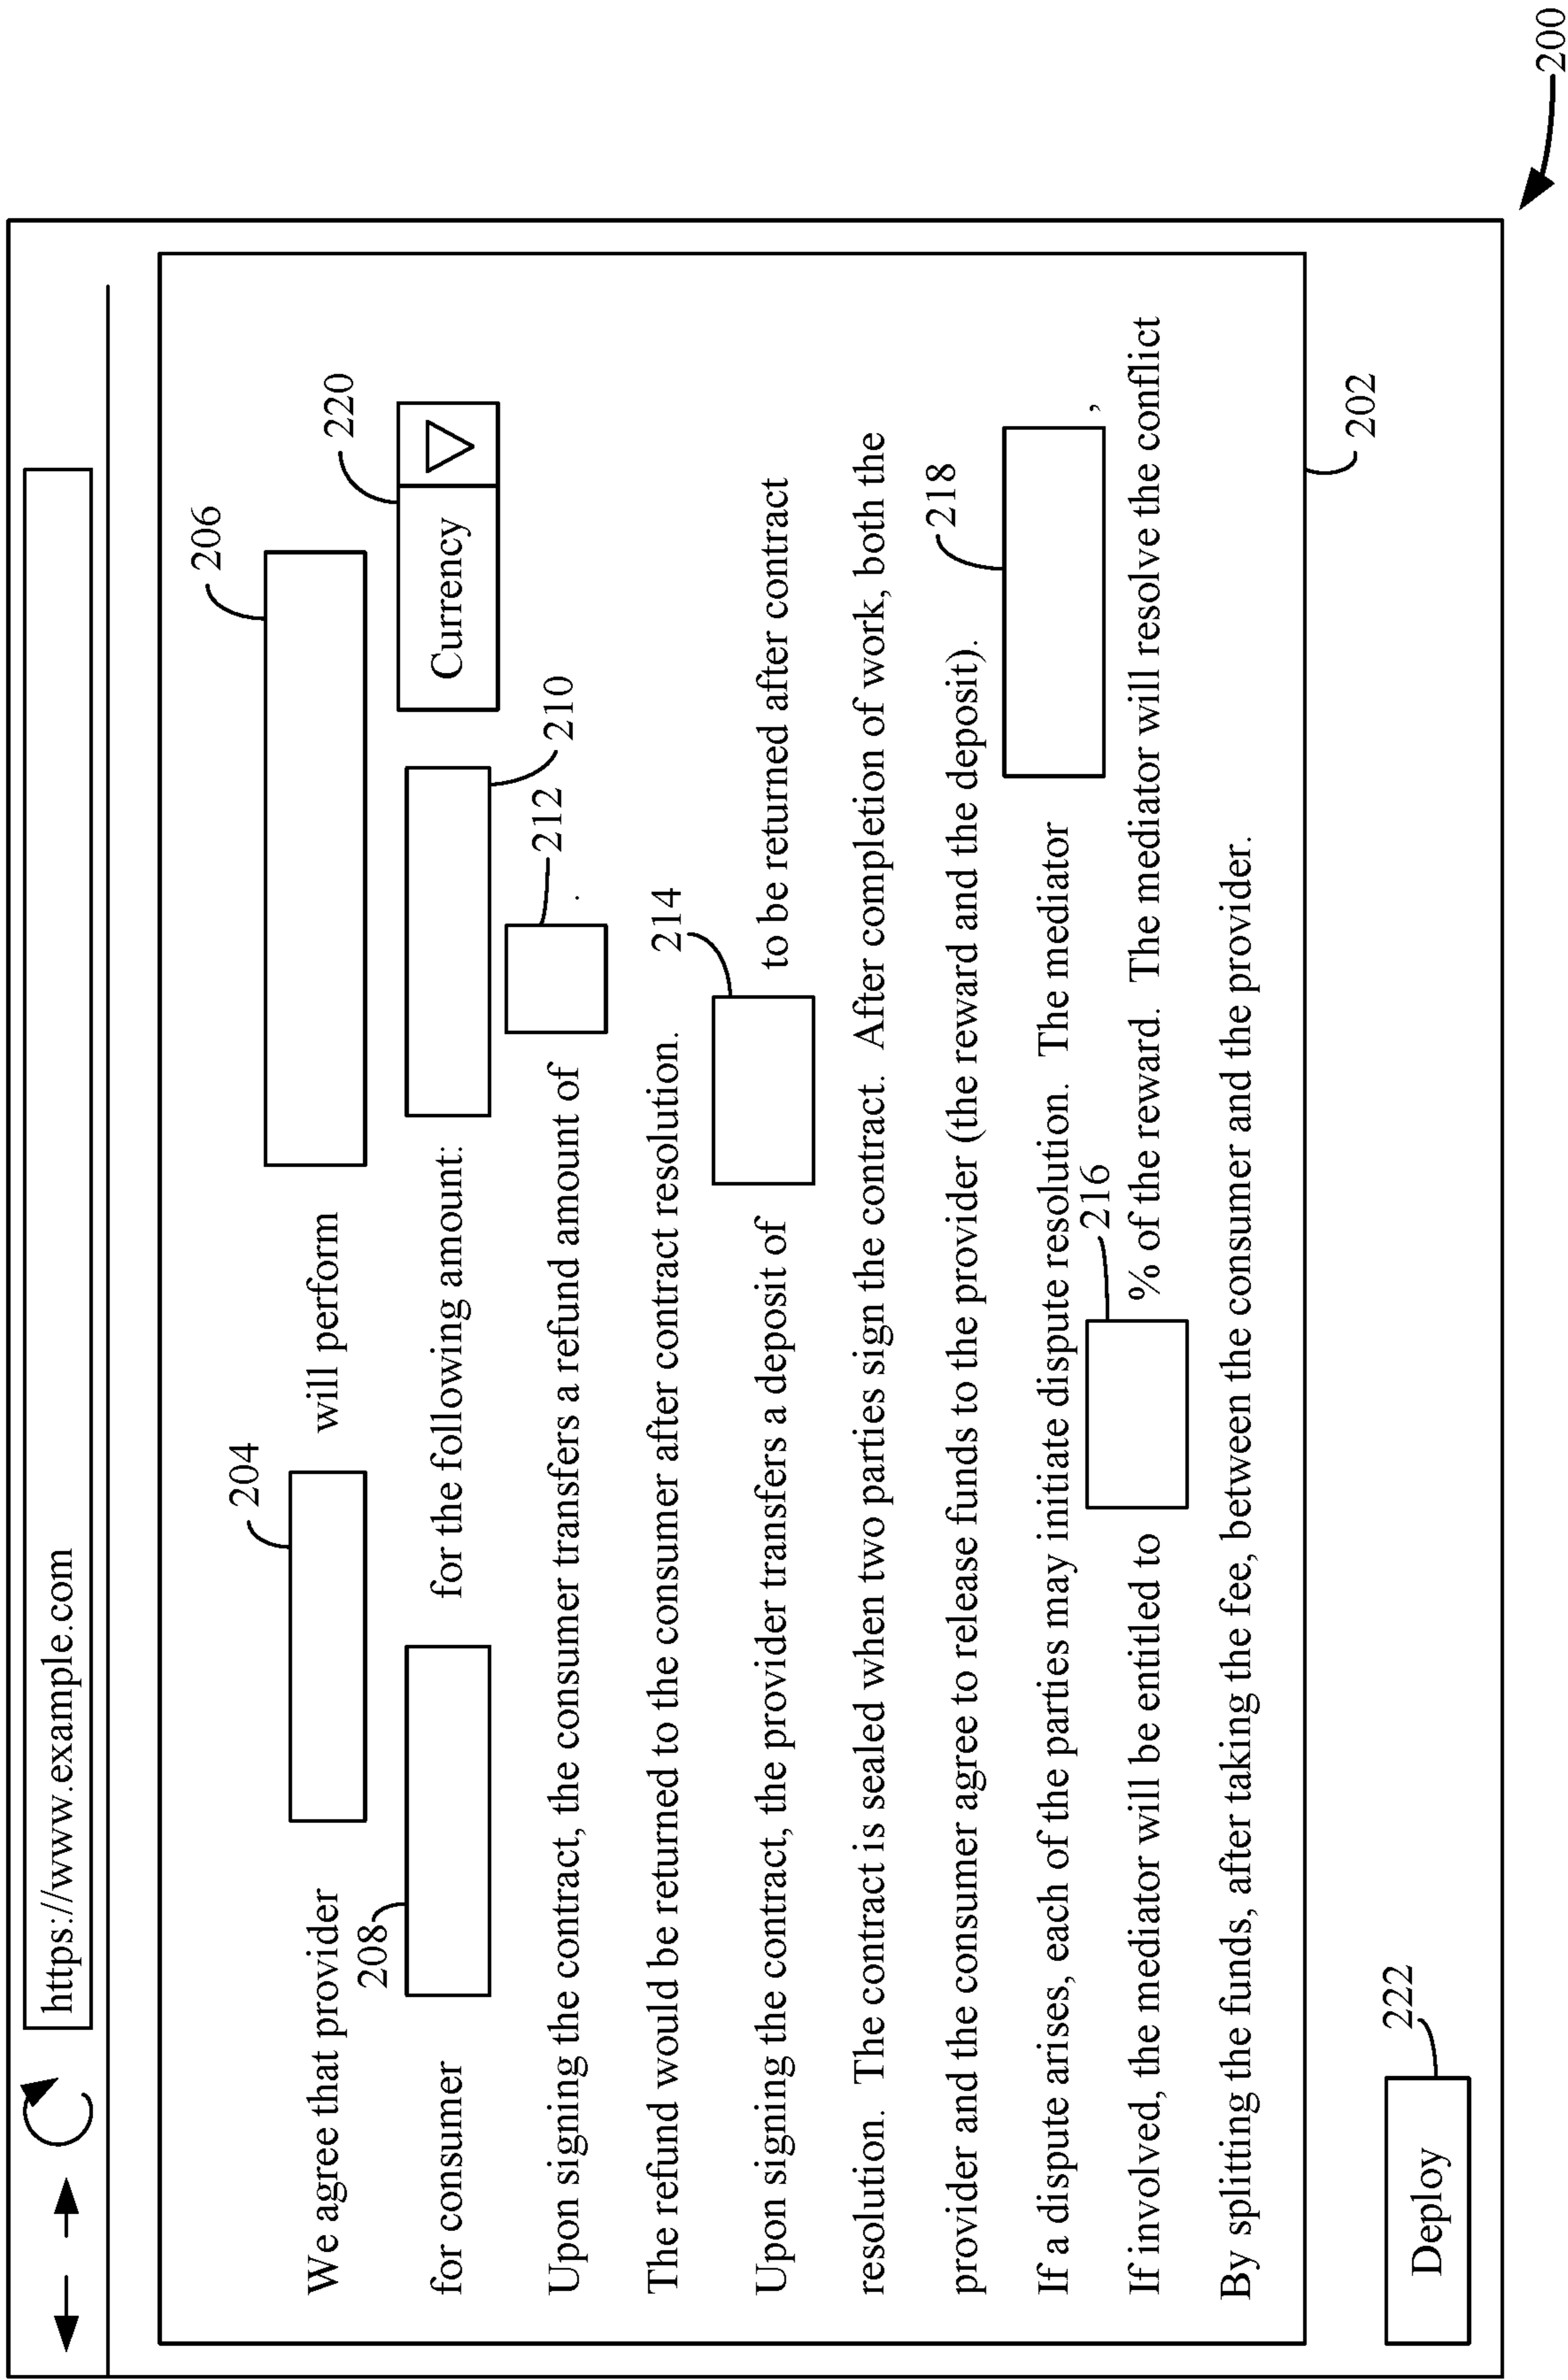 https://www.example.com
204
206
We agree that provider will perform
208
220
for consumer for the following amount: Currency
210
212
Upon signing the contract, the consumer transfers a refund amount of .
The refund would be returned to the consumer after contract resolution.
214
Upon signing the contract, the provider transfers a deposit of to be returned after contract
resolution. The contract is sealed when two parties sign the contract. After completion of work, both the
provider and the consumer agree to release funds to the provider (the reward and the deposit).
218
If a dispute arises, each of the parties may initiate dispute resolution. The mediator ,
216
If involved, the mediator will be entitled to % of the reward. The mediator will resolve the conflict
By splitting the funds, after taking the fee, between the consumer and the provider.
202
222
Deploy
200